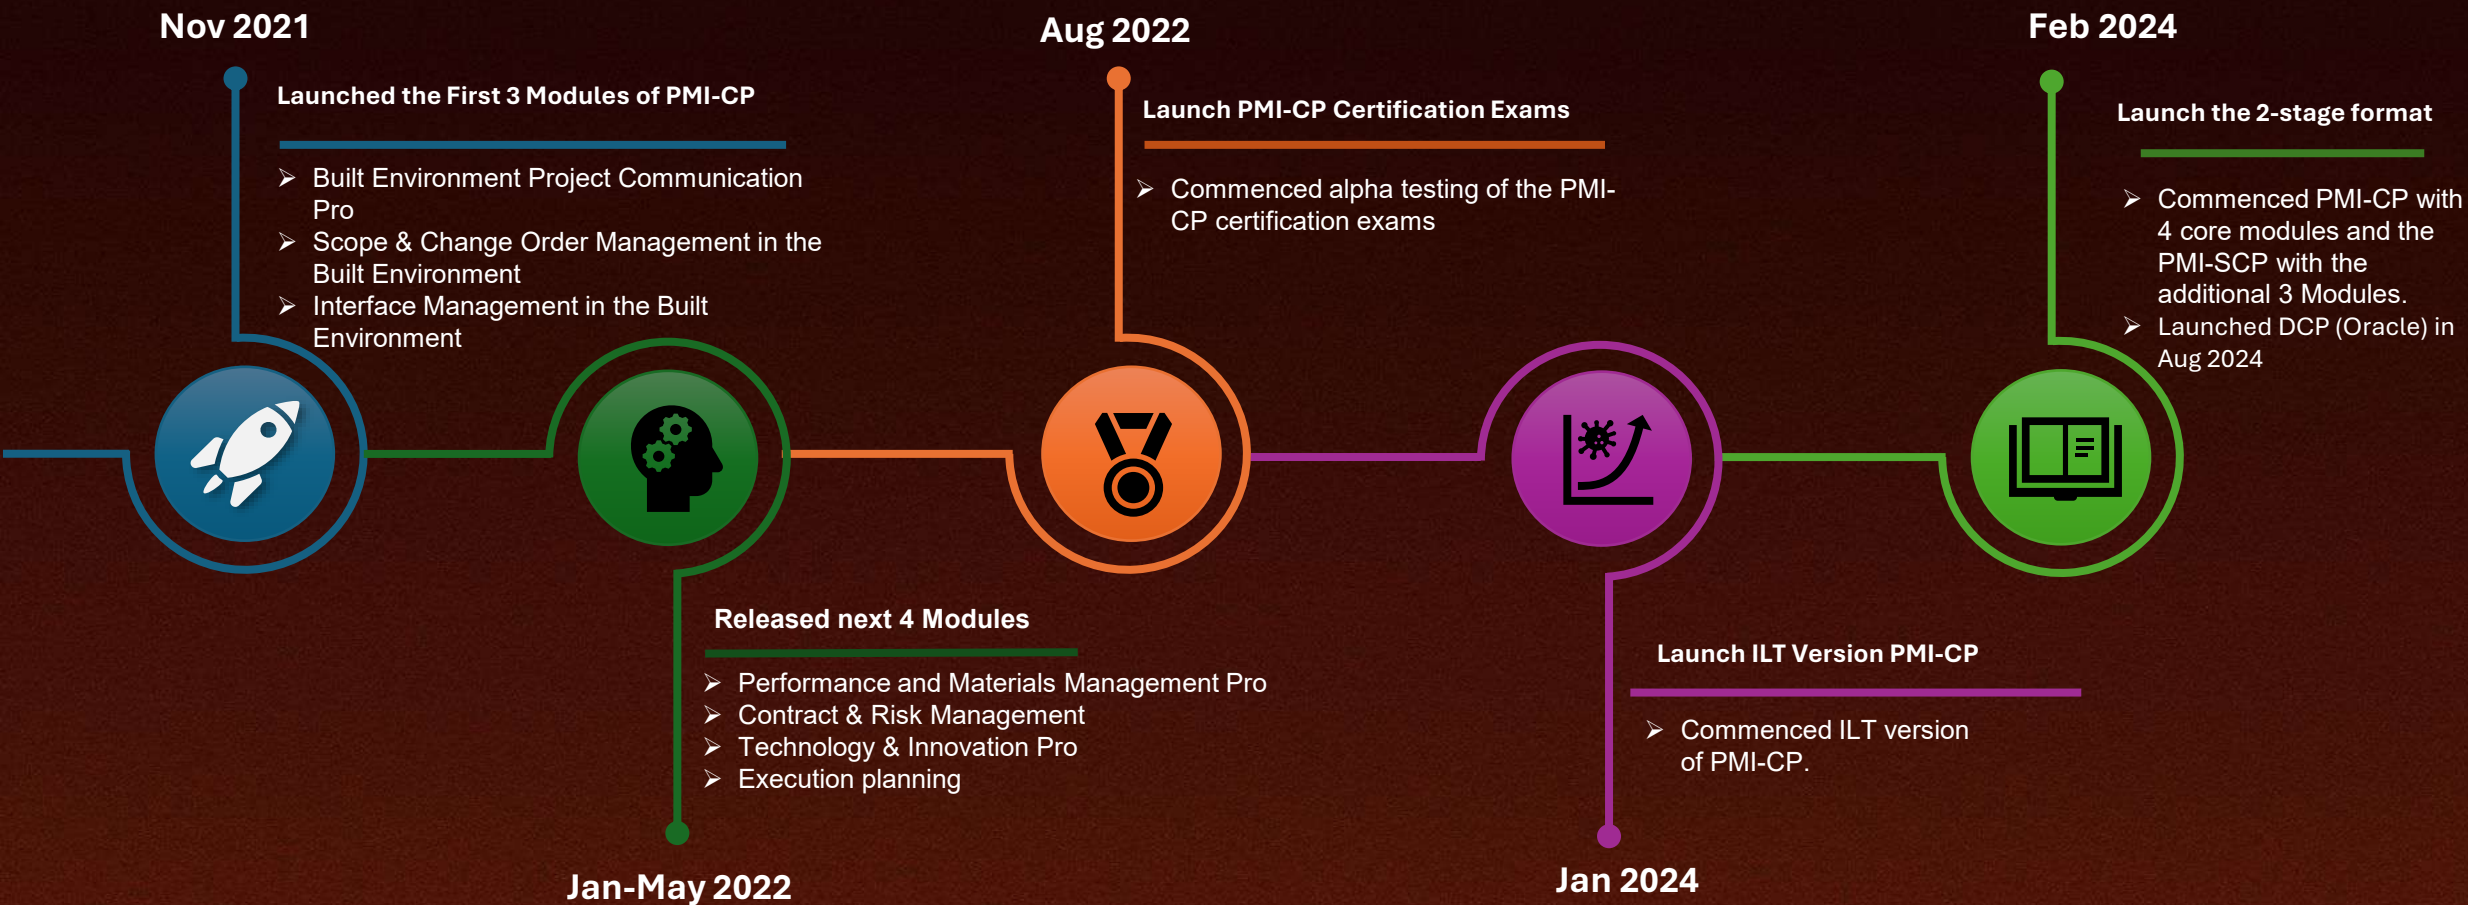 Nov 2021
Launched the First 3 Modules of PMI-CP
➢ Built Environment Project Communication
Pro
➢ Scope & Change Order Management in the
Built Environment
➢ Interface Management in the Built
Environment
Released next 4 Modules
➢ Performance and Materials Management Pro
➢ Contract & Risk Management
➢ Technology & Innovation Pro
➢ Execution planning
Jan-May 2022
Aug 2022
Launch PMI-CP Certification Exams
➢ Commenced alpha testing of the PMI-
CP certification exams
Launch ILT Version PMI-CP
➢ Commenced ILT version
of PMI-CP.
Jan 2024
Feb 2024
Launch the 2-stage format
➢ Commenced PMI-CP with
4 core modules and the
PMI-SCP with the
additional 3 Modules.
➢ Launched DCP (Oracle) in
Aug 2024